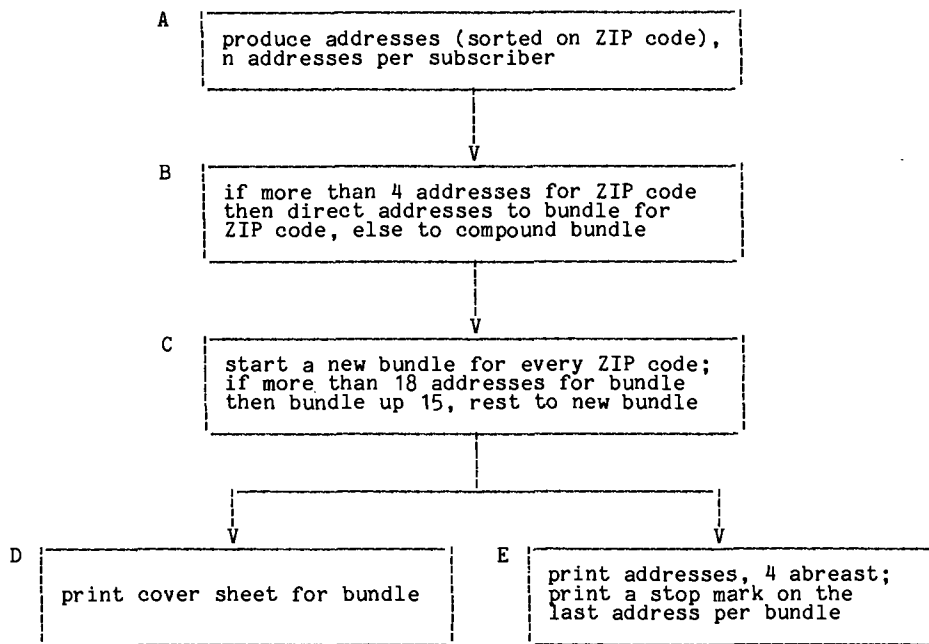 A
produce addresses (sorted on ZIP code),
n addresses per subscriber
V
B
if more than 4 addresses for ZIP code
then direct addresses to bundle for
ZIP code, else to compound bundle
V
C
start a new bundle for every ZIP code;
if more than 18 addresses for bundle
then bundle up 15, rest to new bundle
V
V
D
print cover sheet for bundle
E
print addresses, 4 abreast;
print a stop mark on the
last address per bundle